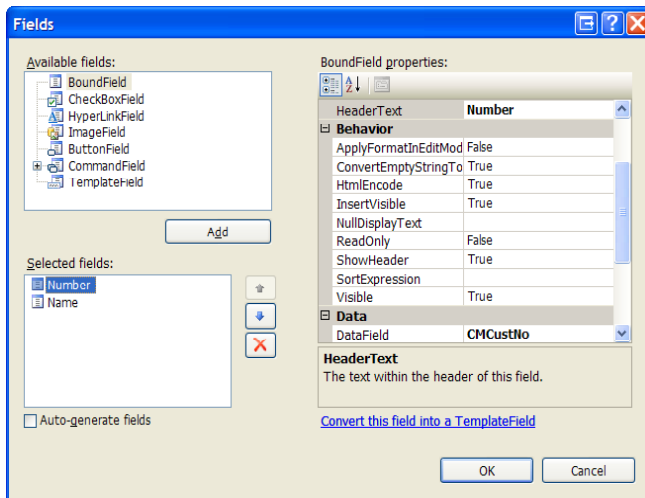 Fields
Available fields:
BoundField
CheckBoxField
HyperLinkField
ImageField
ButtonField
CommandField
TemplateField
Add
Selected fields:
Number
Name
Auto-generate fields
BoundField properties:
HeaderText Number
Behavior
ApplyFormatInEditMod False
ConvertEmptyStringTo True
HtmlEncode True
InsertVisible True
NullDisplayText
ReadOnly False
ShowHeader True
SortExpression
Visible True
Data
DataField CMCustNo
HeaderText
The text within the header of this field.
Convert this field into a TemplateField
OK
Cancel